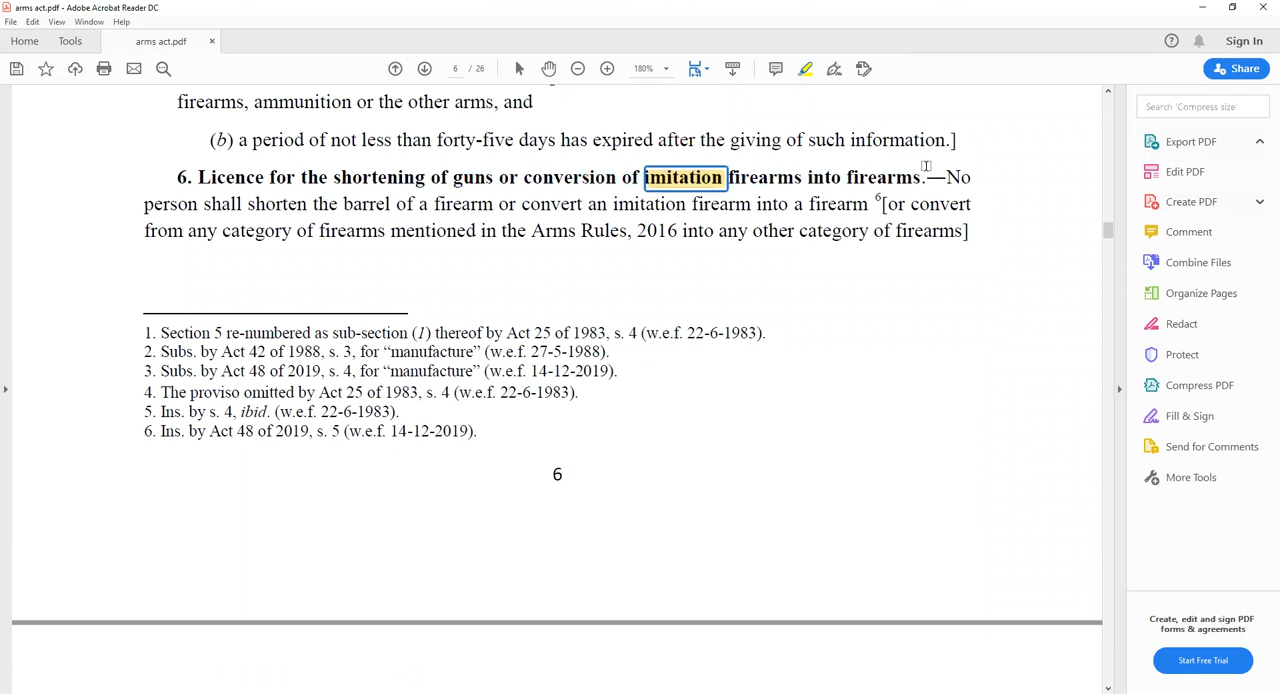 arms act.pdf - Adobe Acrobat Reader DC
File Edit View Window Help
Home Tools arms act.pdf × Sign In
6 / 26 180% Share
firearms, ammunition or the other arms, and
(b) a period of not less than forty-five days has expired after the giving of such information.]
6. Licence for the shortening of guns or conversion of imitation firearms into firearms.—No
person shall shorten the barrel of a firearm or convert an imitation firearm into a firearm 6[or convert
from any category of firearms mentioned in the Arms Rules, 2016 into any other category of firearms]
1. Section 5 re-numbered as sub-section (1) thereof by Act 25 of 1983, s. 4 (w.e.f. 22-6-1983).
2. Subs. by Act 42 of 1988, s. 3, for “manufacture” (w.e.f. 27-5-1988).
3. Subs. by Act 48 of 2019, s. 4, for “manufacture” (w.e.f. 14-12-2019).
4. The proviso omitted by Act 25 of 1983, s. 4 (w.e.f. 22-6-1983).
5. Ins. by s. 4, ibid. (w.e.f. 22-6-1983).
6. Ins. by Act 48 of 2019, s. 5 (w.e.f. 14-12-2019).
6
Search 'Compress size'
Export PDF
Edit PDF
Create PDF
Comment
Combine Files
Organize Pages
Redact
Protect
Compress PDF
Fill & Sign
Send for Comments
More Tools
Create, edit and sign PDF
forms & agreements
Start Free Trial